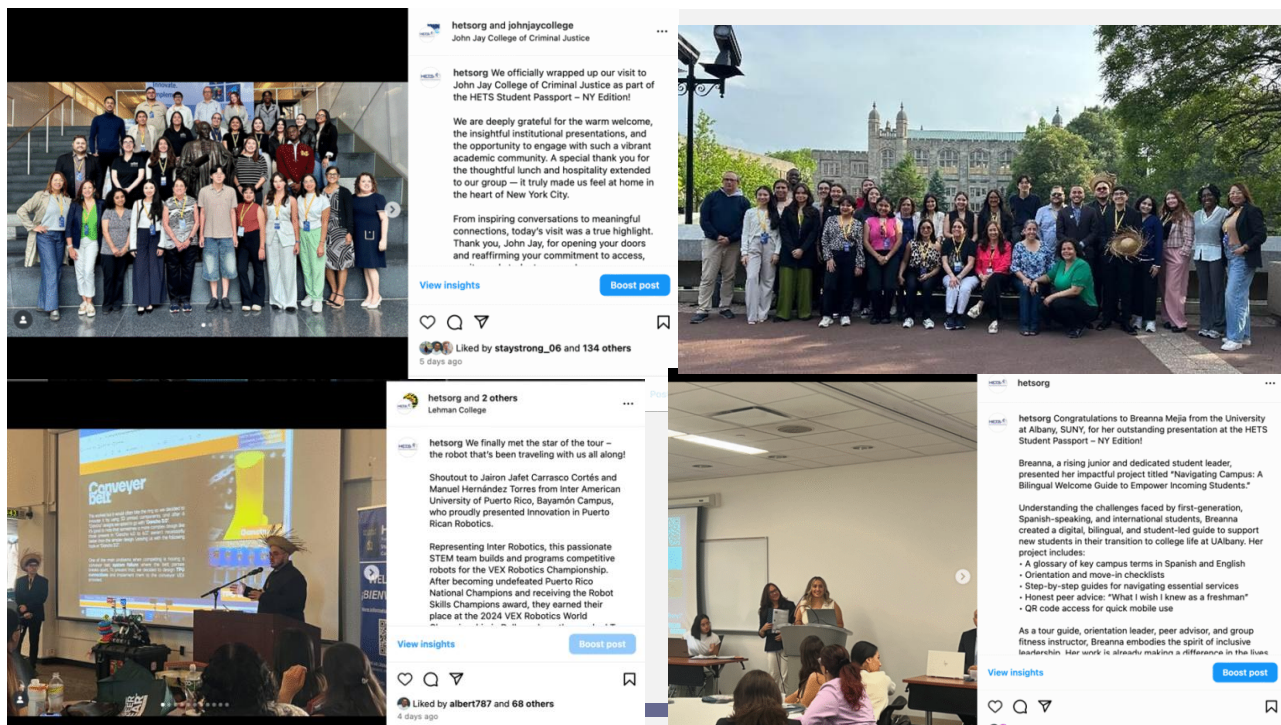 hetsorg and johnjaycollege
John Jay College of Criminal Justice
hetsorg We officially wrapped up our visit to
John Jay College of Criminal Justice as part of
the HETS Student Passport – NY Edition!
We are deeply grateful for the warm welcome,
the insightful institutional presentations, and
the opportunity to engage with such a vibrant
academic community. A special thank you for
the thoughtful lunch and hospitality extended
to our group — it truly made us feel at home in
the heart of New York City.
From inspiring conversations to meaningful
connections, today's visit was a true highlight.
Thank you, John Jay, for opening your doors
and reaffirming your commitment to access,
View insights
Boost post
Liked by staystrong_06 and 134 others
5 days ago
hetsorg and 2 others
Lehman College
hetsorg We finally met the star of the tour –
the robot that's been traveling with us all along!
Shoutout to Jairon Jafet Carrasco Cortés and
Manuel Hernández Torres from Inter American
University of Puerto Rico, Bayamón Campus,
who proudly presented Innovation in Puerto
Rican Robotics.
Representing Inter Robotics, this passionate
STEM team builds and programs competitive
robots for the VEX Robotics Championship.
After becoming undefeated Puerto Rico
National Champions and receiving the Robot
Skills Champions award, they earned their
place at the 2024 VEX Robotics World
View insights
Boost post
Liked by albert787 and 68 others
4 days ago
Conveyer
belt
hetsorg
hetsorg Congratulations to Breanna Mejia from the University
at Albany, SUNY, for her outstanding presentation at the HETS
Student Passport – NY Edition!
Breanna, a rising junior and dedicated student leader,
presented her impactful project titled “Navigating Campus: A
Bilingual Welcome Guide to Empower Incoming Students.”
Understanding the challenges faced by first-generation,
Spanish-speaking, and international students, Breanna
created a digital, bilingual, and student-led guide to support
new students in their transition to college life at UAlbany. Her
project includes:
• A glossary of key campus terms in Spanish and English
• Orientation and move-in checklists
• Step-by-step guides for navigating essential services
• Honest peer advice: “What I wish I knew as a freshman”
• QR code access for quick mobile use
As a tour guide, orientation leader, peer advisor, and group
fitness instructor, Breanna embodies the spirit of inclusive
leadership. Her work is already making a difference in the lives
View insights
Boost post